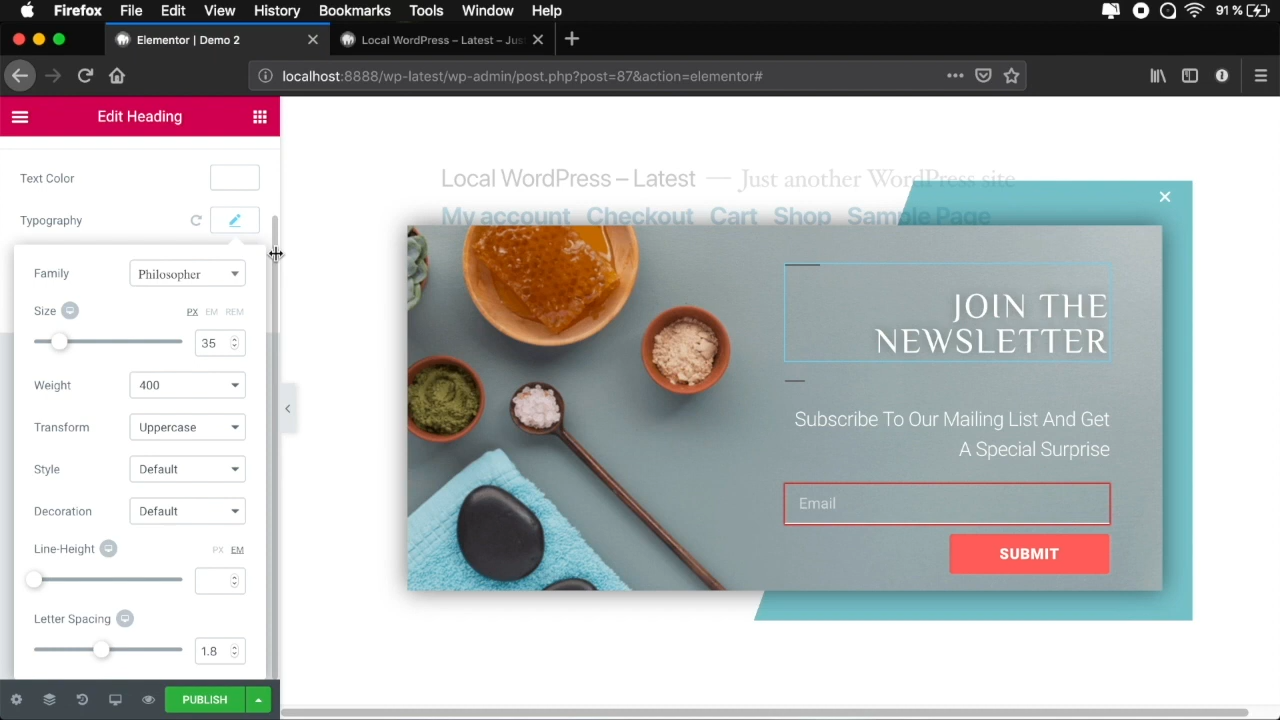 Firefox File Edit View History Bookmarks Tools Window Help 91%
Elementor | Demo 2
Local WordPress – Latest – Jus
localhost:8888/wp-latest/wp-admin/post.php?post=87&action=elementor#
Edit Heading
Text Color
Typography
Family Philosopher
Size PX EM REM
35
Weight 400
Transform Uppercase
Style Default
Decoration Default
Line-Height PX EM
Letter Spacing
1.8
PUBLISH
Local WordPress – Latest — Just another WordPress site
My account Checkout Cart Shop Sample Page
JOIN THE
NEWSLETTER
Subscribe To Our Mailing List And Get
A Special Surprise
Email
SUBMIT